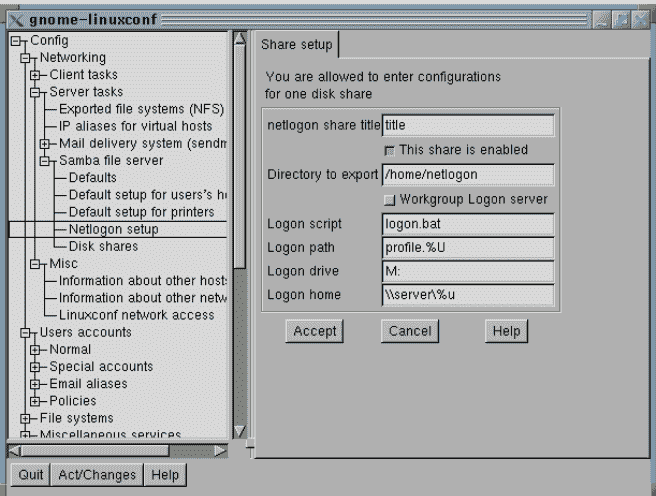 gnome-linuxconf
Config
Networking
Client tasks
Server tasks
Exported file systems (NFS)
IP aliases for virtual hosts
Mail delivery system (sendm
Samba file server
Defaults
Default setup for users's h
Default setup for printers
Netlogon setup
Disk shares
Misc
Information about other host
Information about other netw
Linuxconf network access
Users accounts
Normal
Special accounts
Email aliases
Policies
File systems
Miscellaneous services
Quit Act/Changes Help
Share setup
You are allowed to enter configurations
for one disk share
netlogon share title title
This share is enabled
Directory to export /home/netlogon
Workgroup Logon server
Logon script logon.bat
Logon path profile.%U
Logon drive M:
Logon home \\server\%u
Accept Cancel Help